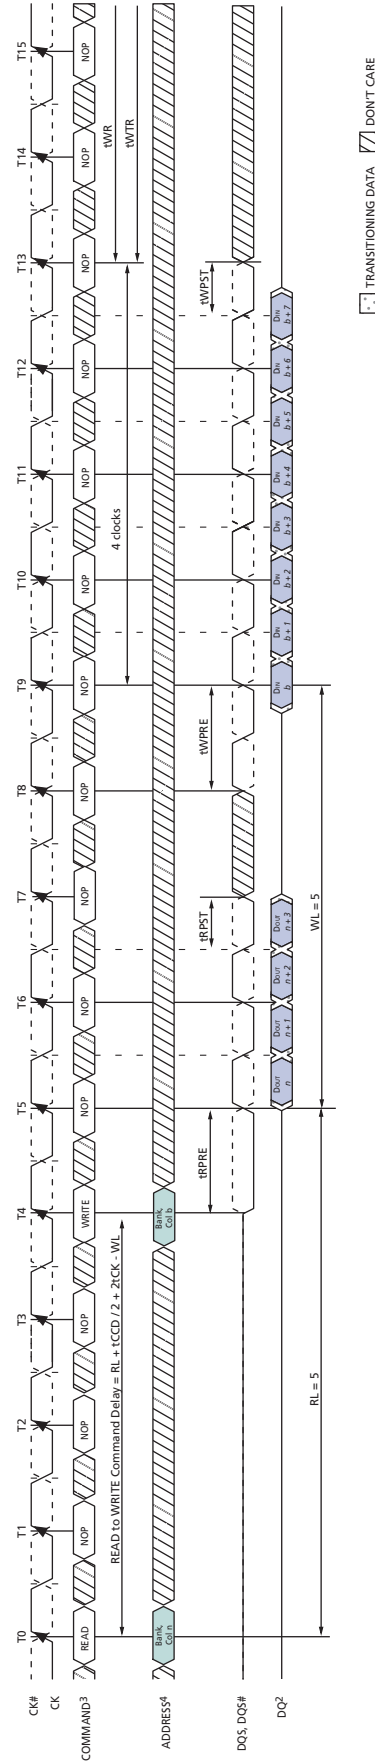 T0 T1 T2 T3 T4 T5 T6 T7 T8 T9 T10 T11 T12 T13 T14 T15
CK#
CK
COMMAND3 READ NOP NOP NOP WRITE NOP NOP NOP NOP NOP NOP NOP NOP NOP NOP NOP
READ to WRITE Command Delay = RL + tCCD / 2 + 2tCK - WL
4 clocks
tWR
tWTR
ADDRESS4
Bank,
Col n
Bank,
Col b
tRPRE tRPST tWPRE tWPST
DQS, DQS#
DQ2
DOUT
n
DOUT
n + 1
DOUT
n + 2
DOUT
n + 3
DIN
b
DIN
b + 1
DIN
b + 2
DIN
b + 3
DIN
b + 4
DIN
b + 5
DIN
b + 6
DIN
b + 7
RL = 5
WL = 5
TRANSITIONING DATA DON'T CARE